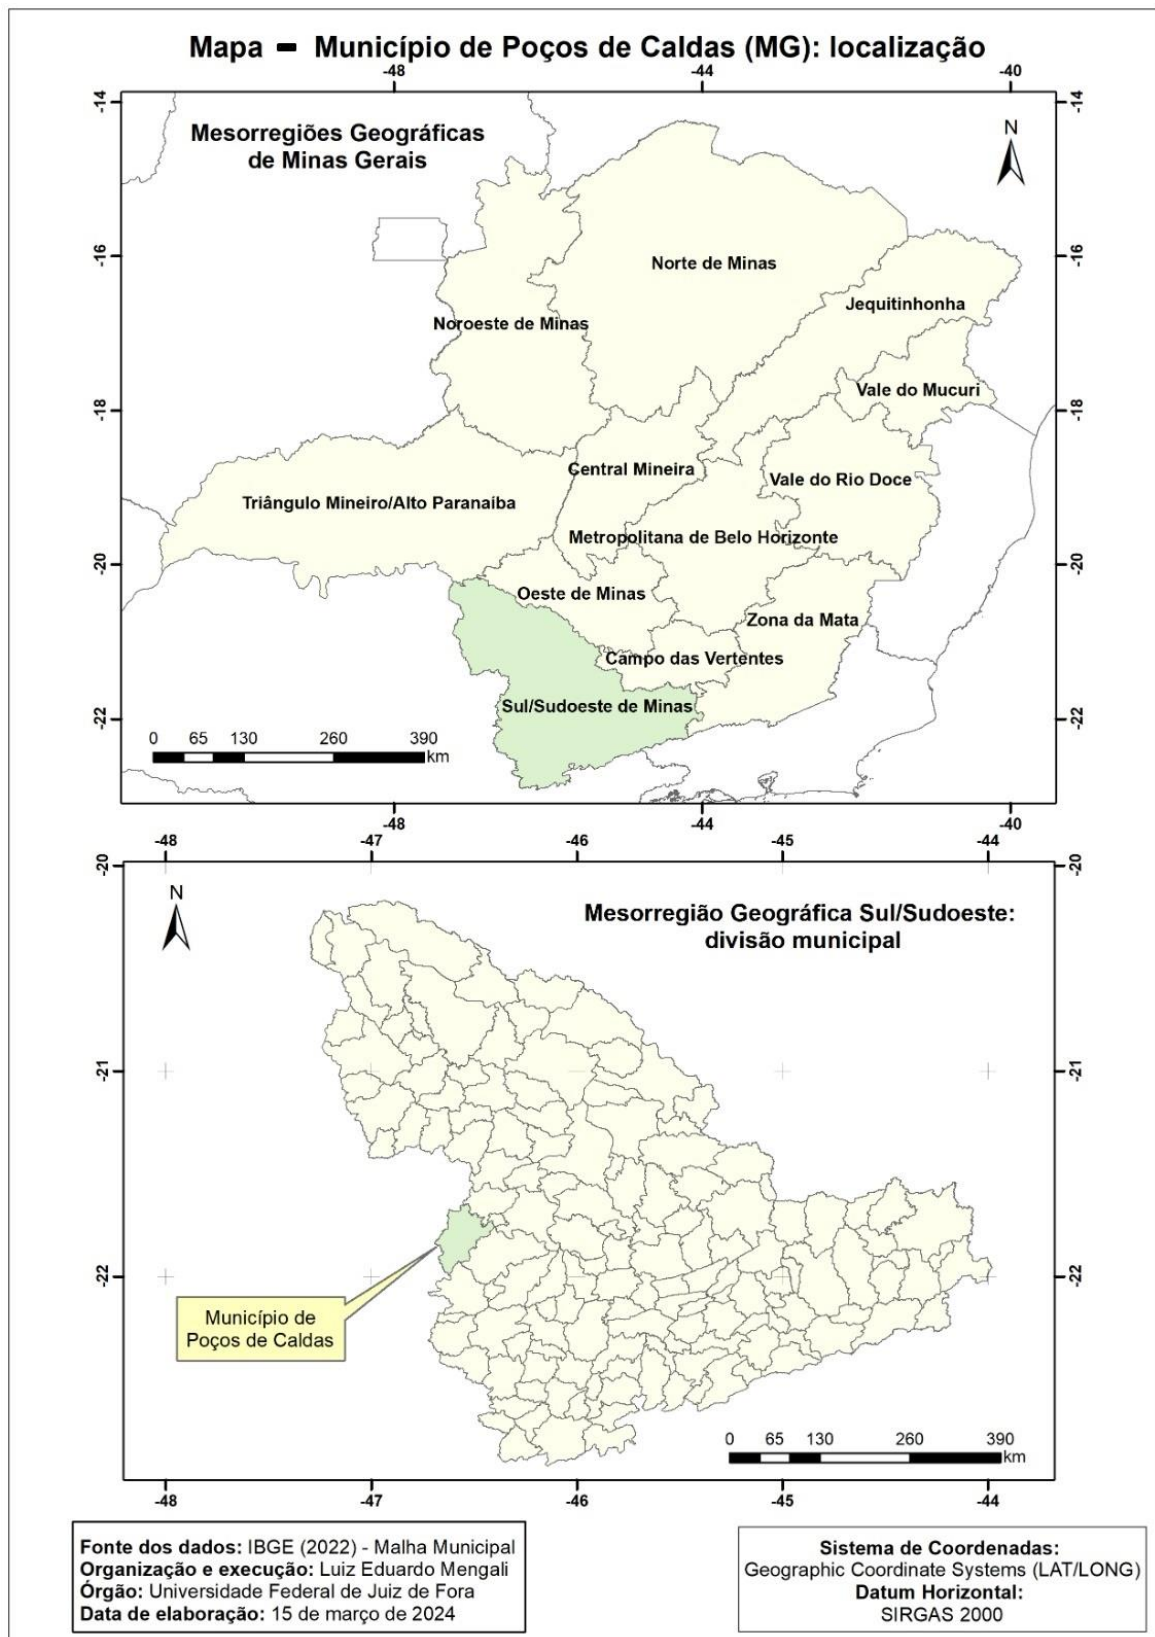 Mapa - Município de Poços de Caldas (MG): localização
-48
-44
-40
-14
-14
Mesorregiões Geográficas
de Minas Gerais
N
-16
-16
Norte de Minas
Jequitinhonha
Noroeste de Minas
Vale do Mucuri
-18
-18
Central Mineira
Vale do Rio Doce
Triângulo Mineiro/Alto Paranaíba
Metropolitana de Belo Horizonte
-20
-20
Oeste de Minas
Zona da Mata
Campo das Vertentes
Sul/Sudoeste de Minas
-22
-22
0 65 130 260 390
km
-48
-44
-40
-48
-47
-46
-45
-44
-20
-20
N
Mesorregião Geográfica Sul/Sudoeste:
divisão municipal
-21
-21
-22
-22
Município de
Poços de Caldas
0 65 130 260 390
km
-48
-47
-46
-45
-44
Fonte dos dados: IBGE (2022) - Malha Municipal
Organização e execução: Luiz Eduardo Mengali
Órgão: Universidade Federal de Juiz de Fora
Data de elaboração: 15 de março de 2024
Sistema de Coordenadas:
Geographic Coordinate Systems (LAT/LONG)
Datum Horizontal:
SIRGAS 2000